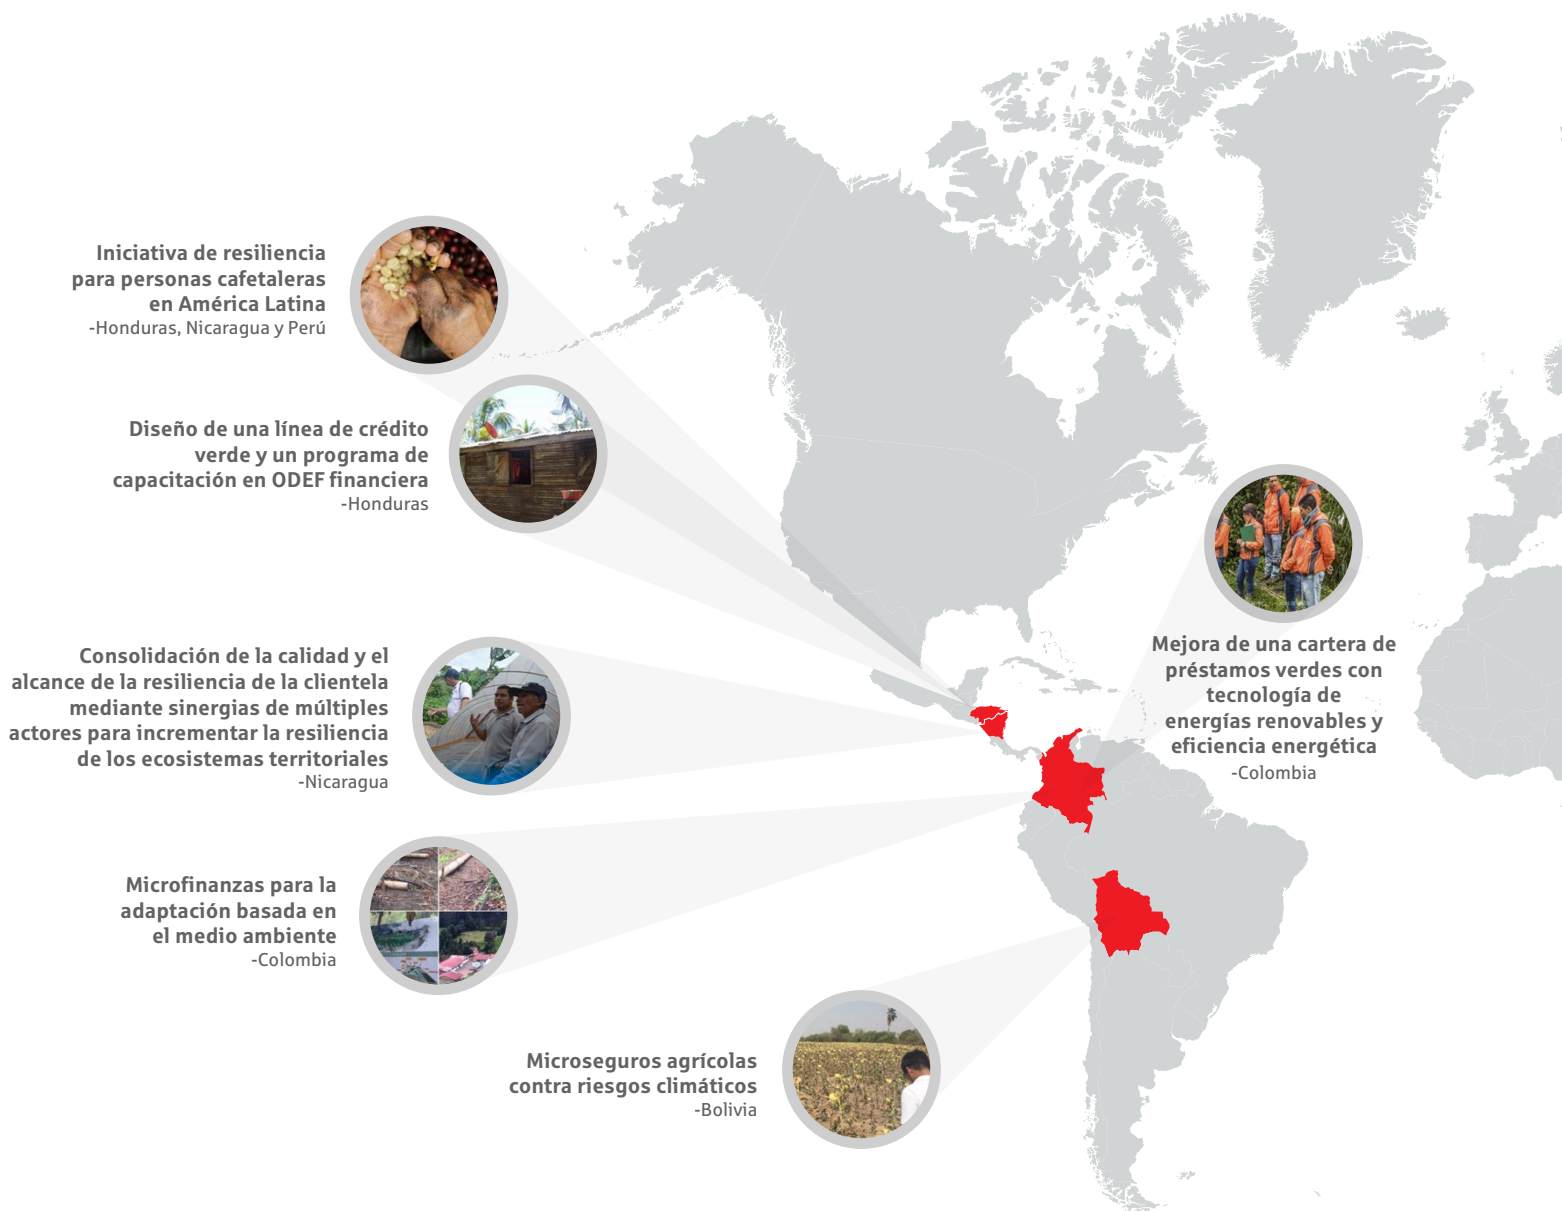 Iniciativa de resiliencia
para personas cafetaleras
en América Latina
-Honduras, Nicaragua y Perú
Diseño de una línea de crédito
verde y un programa de
capacitación en ODEF financiera
-Honduras
Consolidación de la calidad y el
alcance de la resiliencia de la clientela
mediante sinergias de múltiples
actores para incrementar la resiliencia
de los ecosistemas territoriales
-Nicaragua
Microfinanzas para la
adaptación basada en
el medio ambiente
-Colombia
Microseguros agrícolas
contra riesgos climáticos
-Bolivia
Mejora de una cartera de
préstamos verdes con
tecnología de
energías renovables y
eficiencia energética
-Colombia